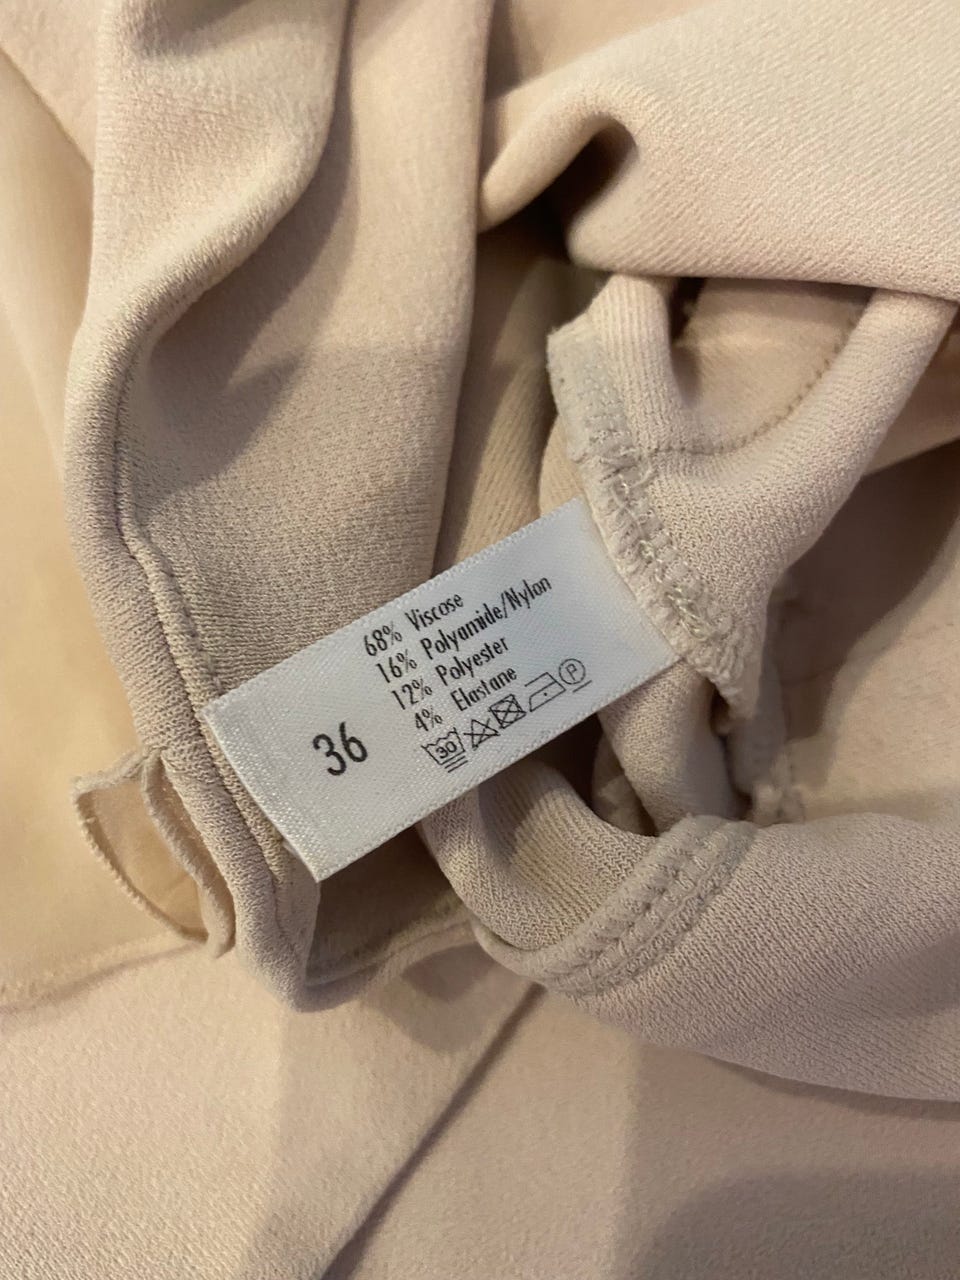 68% Viscose
16% Polyamide/Nylon
12% Polyester
4% Elastane
30
P
36